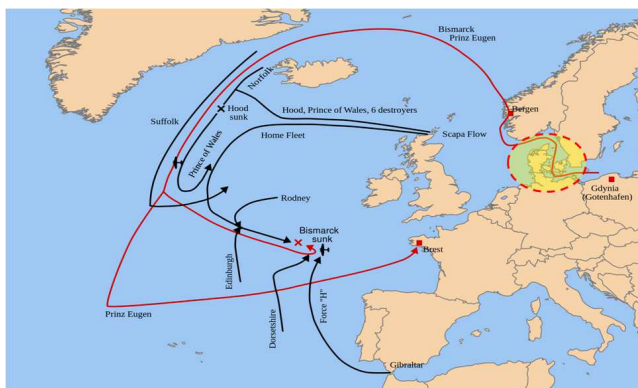 Bismarck
Prinz Eugen
Norfolk
Suffolk
Hood
sunk
Hood, Prince of Wales, 6 destroyers
Bergen
Home Fleet
Scapa Flow
Prince of Wales
Gdynia
(Gotenhafen)
Rodney
Bismarck
sunk
Brest
Edinburgh
Prinz Eugen
Dorsetshire
Force "H"
Gibraltar